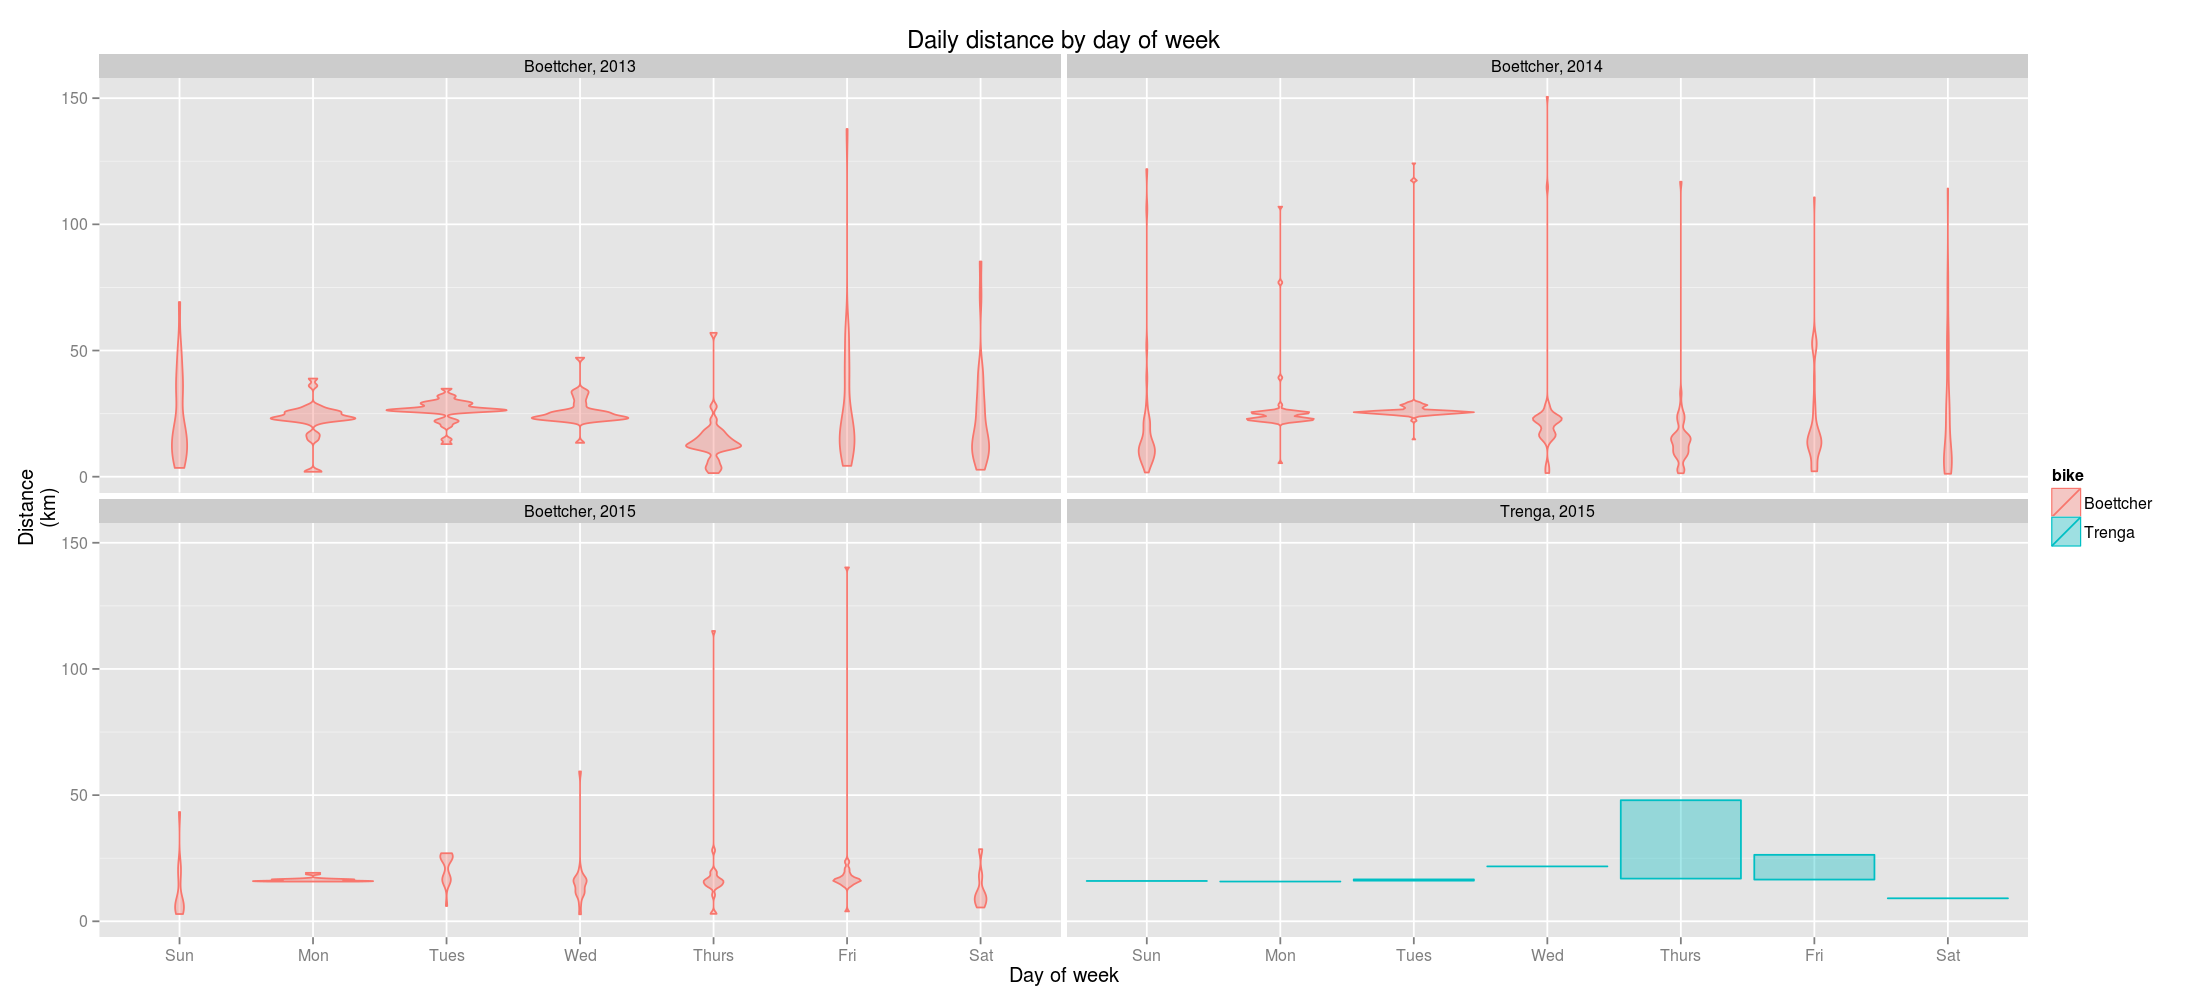 Daily distance by day of week
Boettcher, 2013
Boettcher, 2014
150
100
50
0
Boettcher, 2015
Trenga, 2015
150
100
50
0
Distance
(km)
Sun Mon Tues Wed Thurs Fri Sat
Sun Mon Tues Wed Thurs Fri Sat
Day of week
bike
Boettcher
Trenga